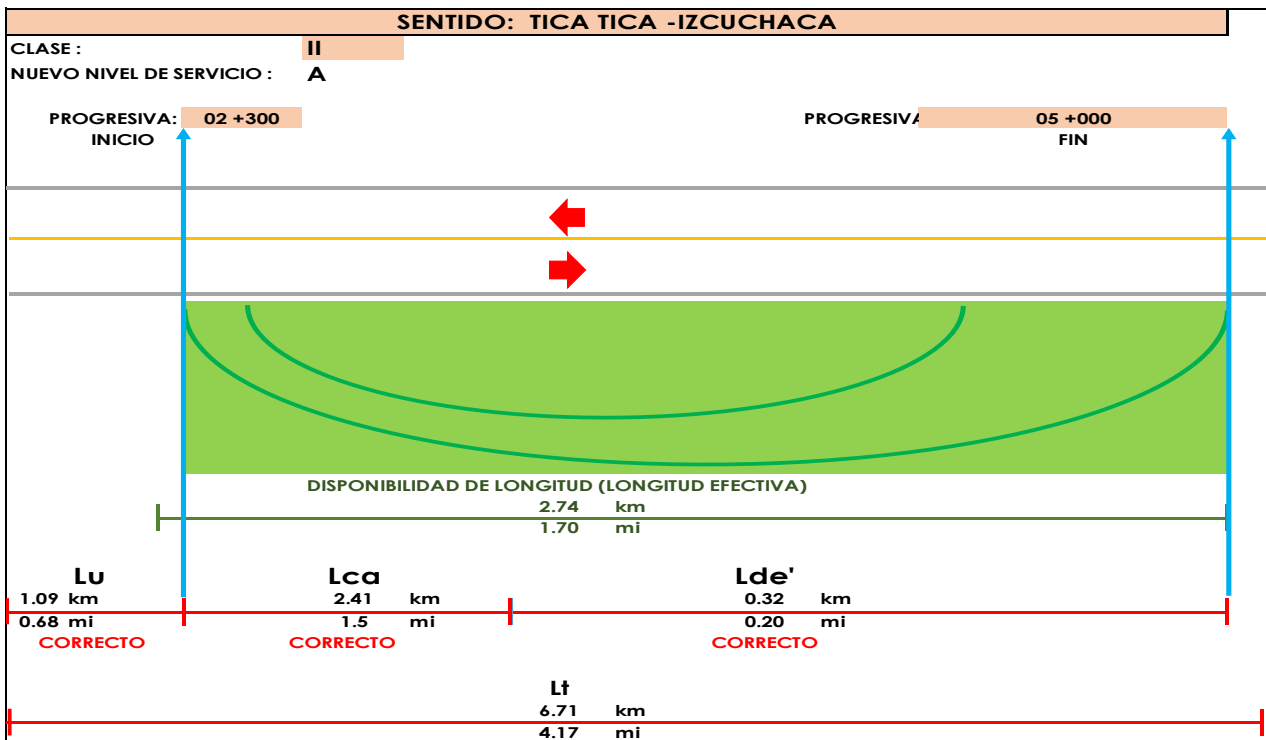 SENTIDO: TICA TICA -IZCUCHACA
CLASE : II
NUEVO NIVEL DE SERVICIO : A
PROGRESIVA: 02 +300 PROGRESIVA 05 +000
INICIO FIN
DISPONIBILIDAD DE LONGITUD (LONGITUD EFECTIVA)
2.74 km
1.70 mi
Lu Lca Lde'
1.09 km 2.41 km 0.32 km
0.68 mi 1.5 mi 0.20 mi
CORRECTO CORRECTO CORRECTO
Lt
6.71 km
4.17 mi